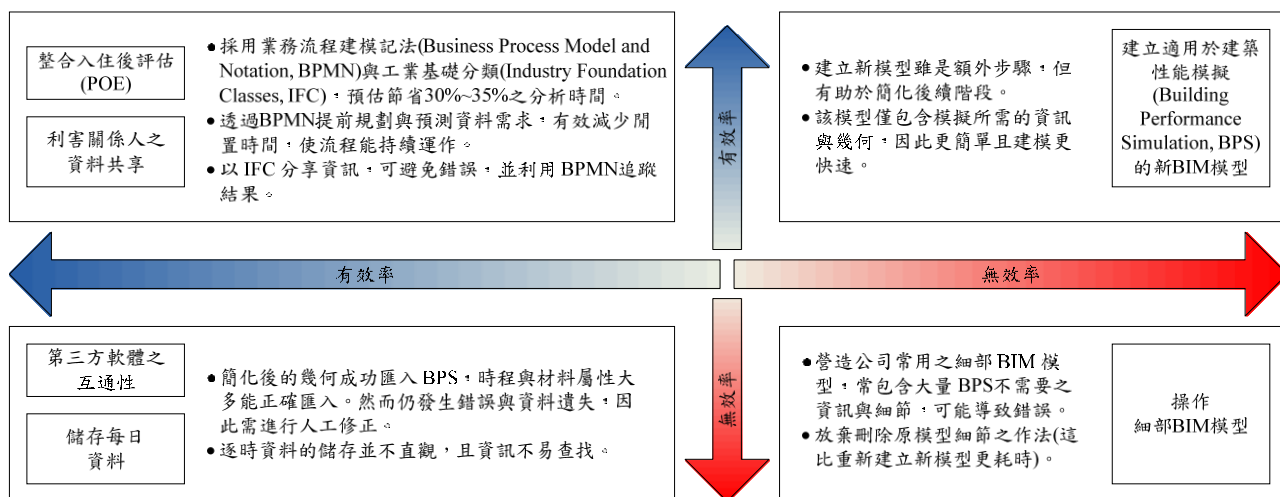 整合入住後評估
(POE)
利害關係人之
資料共享
●採用業務流程建模記法(Business Process Model and
Notation, BPMN)與工業基礎分類(Industry Foundation
Classes, IFC)，預估節省30%~35%之分析時間。
●透過BPMN提前規劃與預測資料需求，有效減少閒
置時間，使流程能持續運作。
●以 IFC 分享資訊，可避免錯誤，並利用 BPMN追蹤
結果。
有效率
●建立新模型雖是額外步驟，但
有助於簡化後續階段。
●該模型僅包含模擬所需的資訊
與幾何，因此更簡單且建模更
快速。
建立適用於建築
性能模擬
(Building
Performance
Simulation, BPS)
的新BIM模型
有效率
無效率
第三方軟體之
互通性
儲存每日
資料
●簡化後的幾何成功匯入 BPS，時程與材料屬性大
多能正確匯入。然而仍發生錯誤與資料遺失，因
此需進行人工修正。
●逐時資料的儲存並不直觀，且資訊不易查找。
無效率
●營造公司常用之細部 BIM 模
型，常包含大量 BPS不需要之
資訊與細節，可能導致錯誤。
●放棄刪除原模型細節之作法(這
比重新建立新模型更耗時)。
操作
細部BIM模型